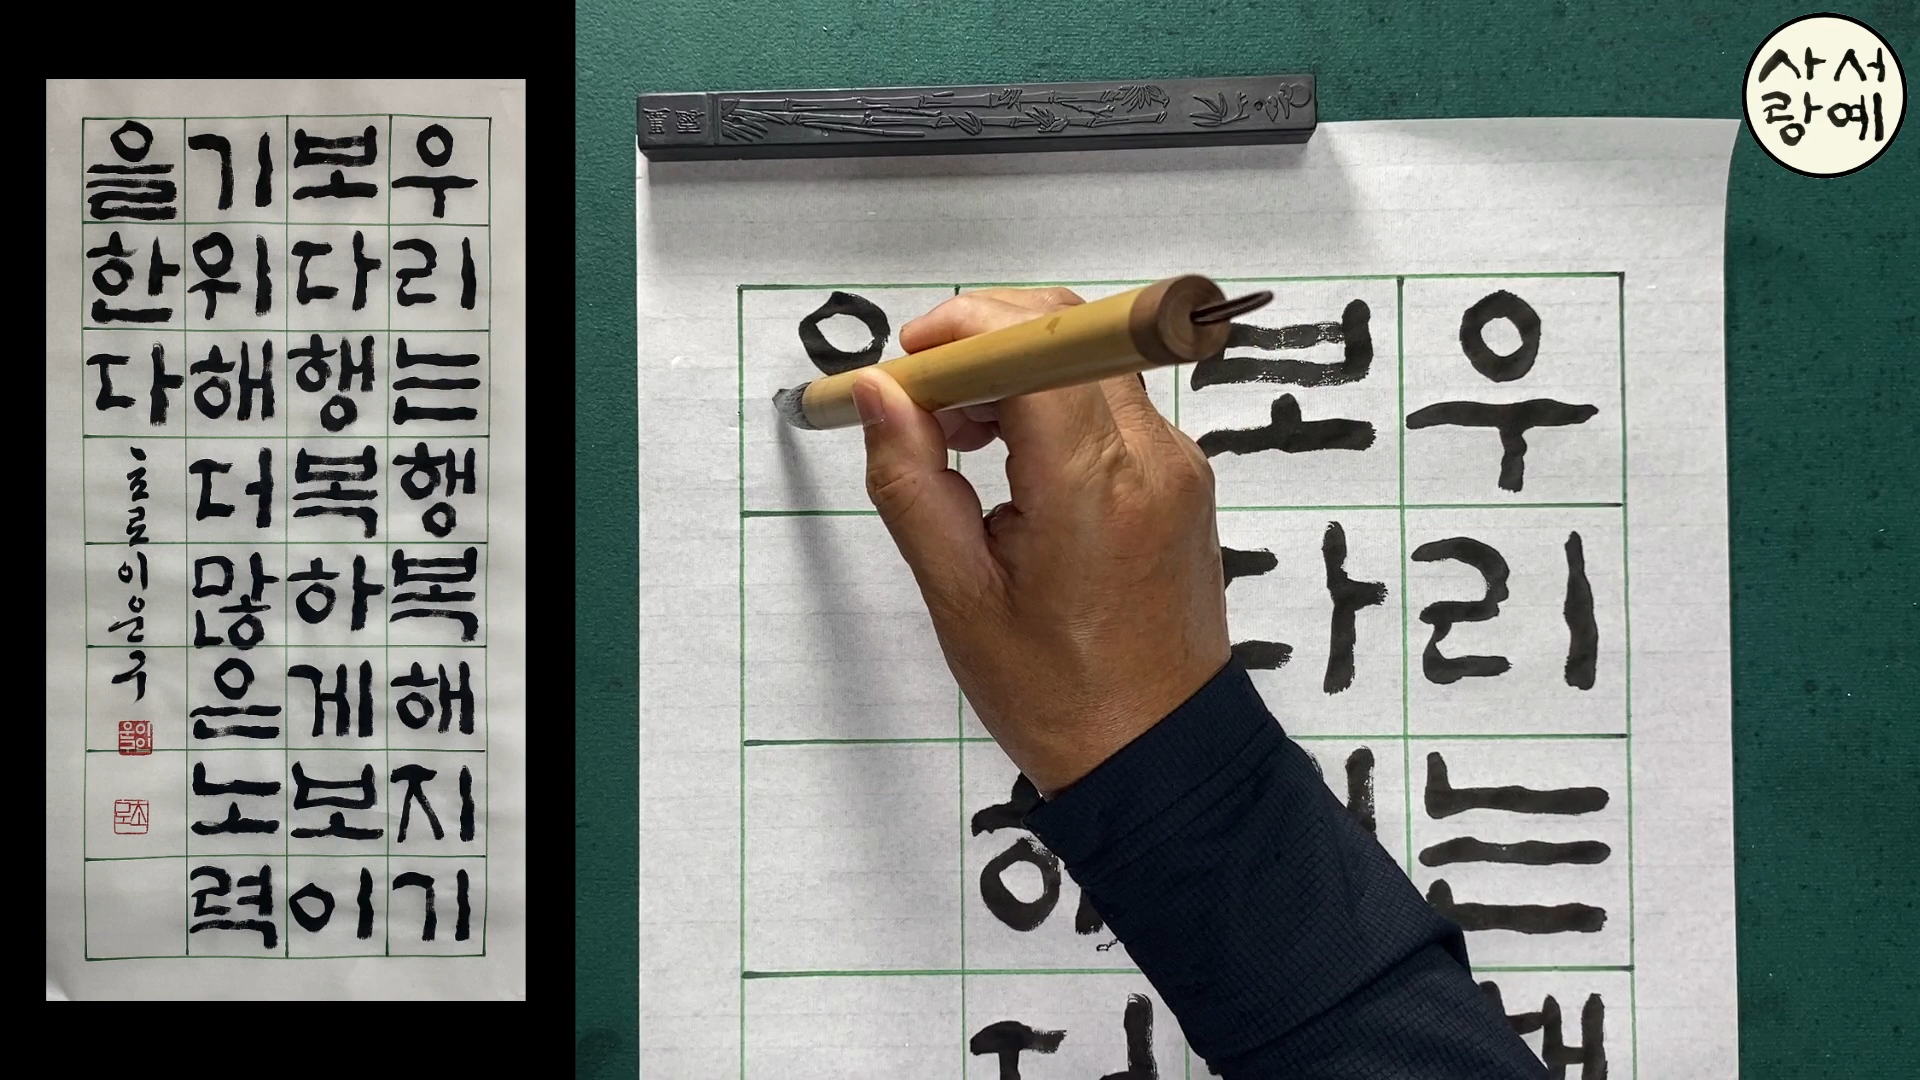 우리는행복해지기
보다행복하게보이
기위해더많은노력
을한다
이운구
우리는
보다
서예
사랑